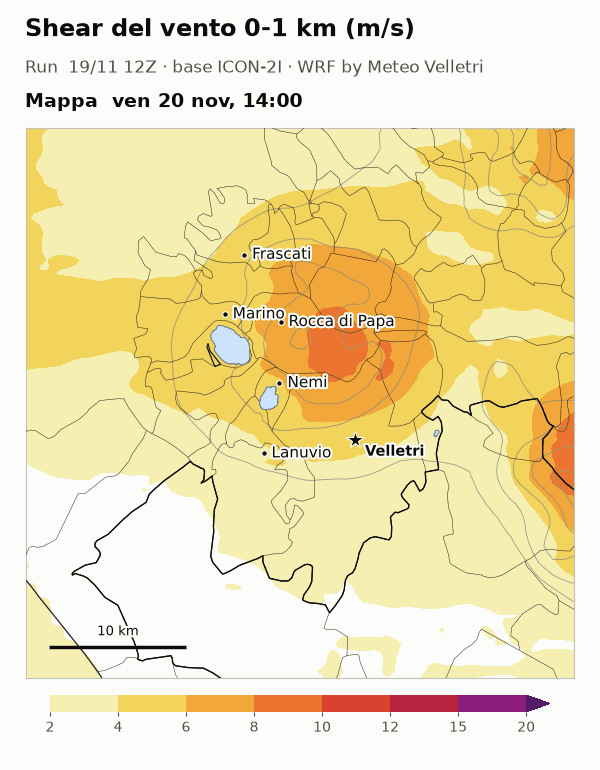 Shear del vento 0-1 km (m/s)
Run 19/11 12Z · base ICON-2I · WRF by Meteo Velletri
Mappa ven 20 nov, 14:00
Frascati
Marino
Rocca di Papa
Nemi
Velletri
Lanuvio
10 km
2 4 6 8 10 12 15 20